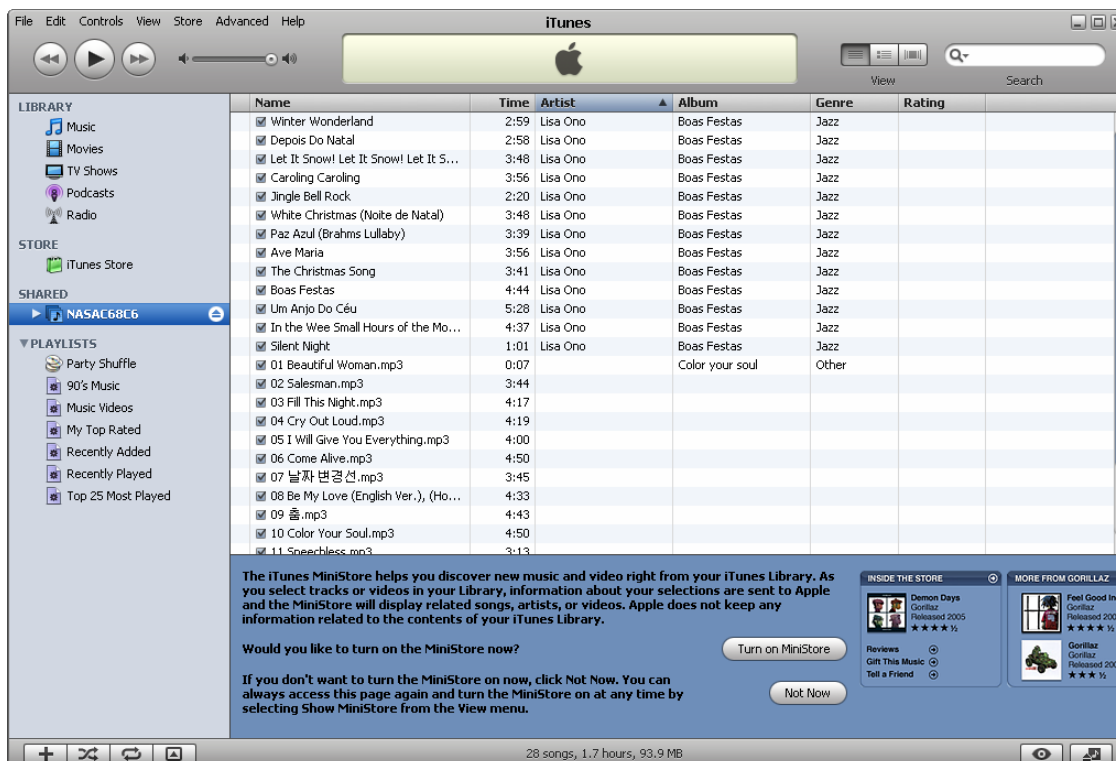 File Edit Controls View Store Advanced Help iTunes
View Search
LIBRARY
Music
Movies
TV Shows
Podcasts
Radio
STORE
iTunes Store
SHARED
NASAC68C6
PLAYLISTS
Party Shuffle
90's Music
Music Videos
My Top Rated
Recently Added
Recently Played
Top 25 Most Played
Name Time Artist Album Genre Rating
Winter Wonderland 2:59 Lisa Ono Boas Festas Jazz
Depois Do Natal 2:58 Lisa Ono Boas Festas Jazz
Let It Snow! Let It Snow! Let It S... 3:48 Lisa Ono Boas Festas Jazz
Caroling Caroling 3:56 Lisa Ono Boas Festas Jazz
Jingle Bell Rock 2:20 Lisa Ono Boas Festas Jazz
White Christmas (Noite de Natal) 3:48 Lisa Ono Boas Festas Jazz
Paz Azul (Brahms Lullaby) 3:39 Lisa Ono Boas Festas Jazz
Ave Maria 3:56 Lisa Ono Boas Festas Jazz
The Christmas Song 3:41 Lisa Ono Boas Festas Jazz
Boas Festas 4:44 Lisa Ono Boas Festas Jazz
Um Anjo Do Céu 5:28 Lisa Ono Boas Festas Jazz
In the Wee Small Hours of the Mo... 4:37 Lisa Ono Boas Festas Jazz
Silent Night 1:01 Lisa Ono Boas Festas Jazz
01 Beautiful Woman.mp3 0:07 Color your soul Other
02 Salesman.mp3 3:44
03 Fill This Night.mp3 4:17
04 Cry Out Loud.mp3 4:19
05 I Will Give You Everything.mp3 4:00
06 Come Alive.mp3 4:50
07 날짜 변경선.mp3 3:45
08 Be My Love (English Ver.), (Ho... 4:33
09 춤.mp3 4:43
10 Color Your Soul.mp3 4:50
11 Speechless.mp3 3:13
The iTunes MiniStore helps you discover new music and video right from your iTunes Library. As
you select tracks or videos in your Library, information about your selections are sent to Apple
and the MiniStore will display related songs, artists, or videos. Apple does not keep any
information related to the contents of your iTunes Library.
Would you like to turn on the MiniStore now?
Turn on MiniStore
If you don't want to turn the MiniStore on now, click Not Now. You can
always access this page again and turn the MiniStore on at any time by
selecting Show MiniStore from the View menu.
Not Now
INSIDE THE STORE
Demon Days
Gorillaz
Released 2005
Reviews
Gift This Music
Tell a Friend
MORE FROM GORILLAZ
Feel Good In
Gorillaz
Released 200
Gorillaz
Gorillaz
Released 200
28 songs, 1.7 hours, 93.9 MB